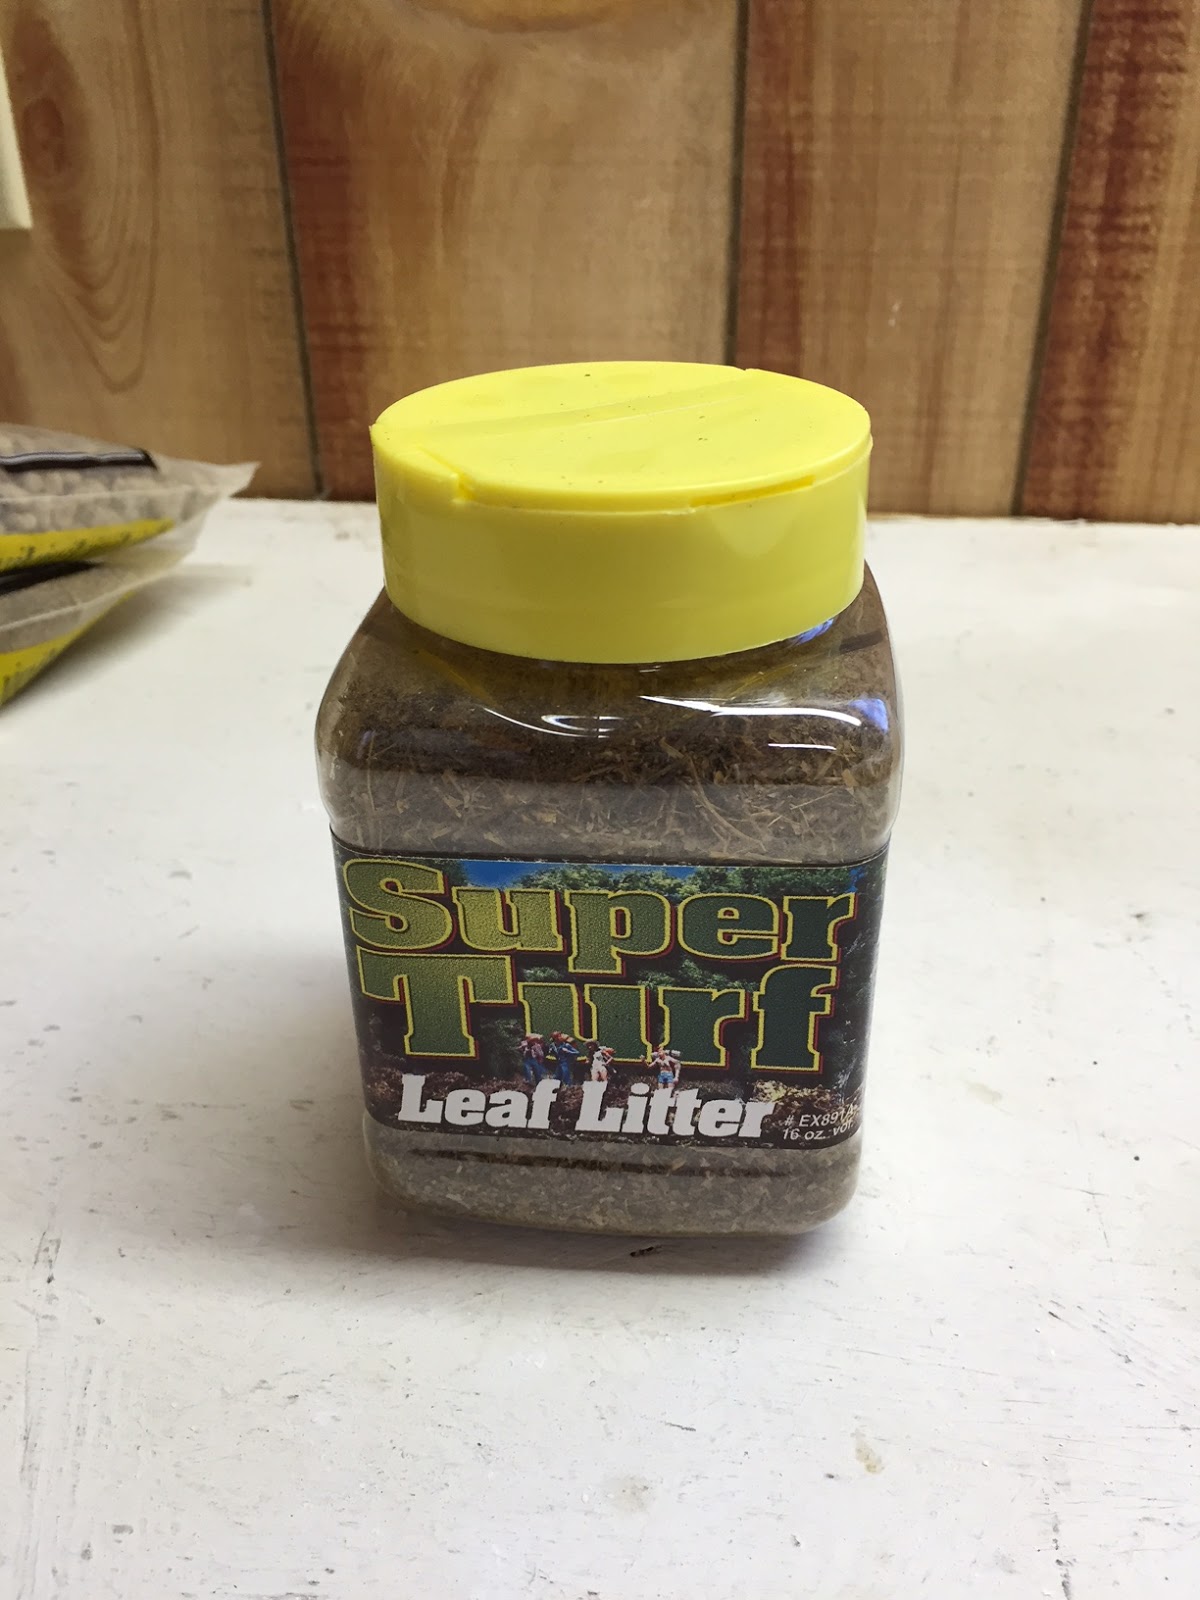 Super
Turf
Leaf Litter
16 oz. vol.